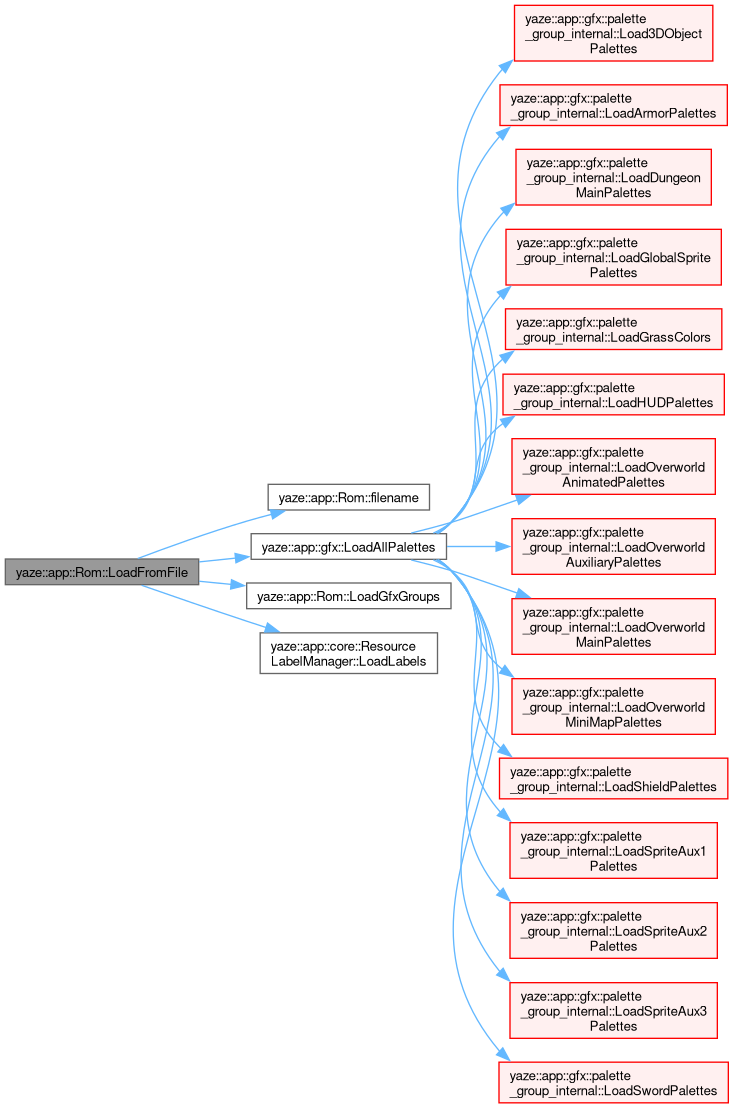 yaze::app::Rom::LoadFromFile
yaze::app::Rom::filename
yaze::app::gfx::LoadAllPalettes
yaze::app::Rom::LoadGfxGroups
yaze::app::core::Resource
LabelManager::LoadLabels
yaze::app::gfx::palette
_group_internal::Load3DObject
Palettes
yaze::app::gfx::palette
_group_internal::LoadArmorPalettes
yaze::app::gfx::palette
_group_internal::LoadDungeon
MainPalettes
yaze::app::gfx::palette
_group_internal::LoadGlobalSprite
Palettes
yaze::app::gfx::palette
_group_internal::LoadGrassColors
yaze::app::gfx::palette
_group_internal::LoadHUDPalettes
yaze::app::gfx::palette
_group_internal::LoadOverworld
AnimatedPalettes
yaze::app::gfx::palette
_group_internal::LoadOverworld
AuxiliaryPalettes
yaze::app::gfx::palette
_group_internal::LoadOverworld
MainPalettes
yaze::app::gfx::palette
_group_internal::LoadOverworld
MiniMapPalettes
yaze::app::gfx::palette
_group_internal::LoadShieldPalettes
yaze::app::gfx::palette
_group_internal::LoadSpriteAux1
Palettes
yaze::app::gfx::palette
_group_internal::LoadSpriteAux2
Palettes
yaze::app::gfx::palette
_group_internal::LoadSpriteAux3
Palettes
yaze::app::gfx::palette
_group_internal::LoadSwordPalettes